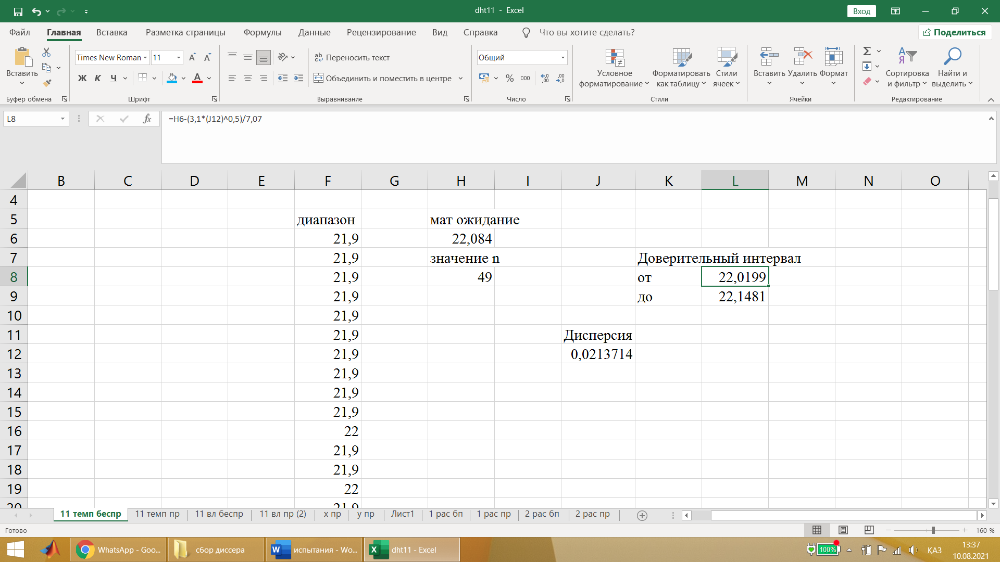 dht11 - Excel
Вход
Файл Главная Вставка Разметка страницы Формулы Данные Рецензирование Вид Справка Что вы хотите сделать? Поделиться
Вставить
Буфер обмена
Times New Roman 11
Ж К Ч
Шрифт
Переносить текст
Объединить и поместить в центре
Выравнивание
Общий
% 000
Число
Условное форматирование
Форматировать как таблицу
Стили ячеек
Стили
Вставить Удалить Формат
Ячейки
Сортировка и фильтр
Найти и выделить
Редактирование
L8 fx =H6-(3,1*(J12)^0,5)/7,07
B C D E F G H I J K L M N O
4
5 диапазон мат ожидание
6 21,9 22,084
7 21,9 значение n Доверительный интервал
8 21,9 49 от 22,0199
9 21,9 до 22,1481
10 21,9
11 21,9 Дисперсия
12 21,9 0,0213714
13 21,9
14 21,9
15 21,9
16 22
17 21,9
18 21,9
19 22
20 21,9
11 темп беспр 11 темп пр 11 вл беспр 11 вл пр (2) х пр у пр Лист1 1 рас бп 1 рас пр 2 рас бп 2 рас пр
Готово 160 %
WhatsApp - Goo... сбор диссера испытания - Wo... dht11 - Excel 100% ҚАЗ 13:37
10.08.2021